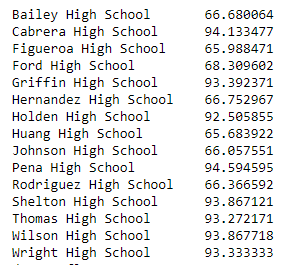 Bailey High School 66.680064
Cabrera High School 94.133477
Figueroa High School 65.988471
Ford High School 68.309602
Griffin High School 93.392371
Hernandez High School 66.752967
Holden High School 92.505855
Huang High School 65.683922
Johnson High School 66.057551
Pena High School 94.594595
Rodriguez High School 66.366592
Shelton High School 93.867121
Thomas High School 93.272171
Wilson High School 93.867718
Wright High School 93.333333